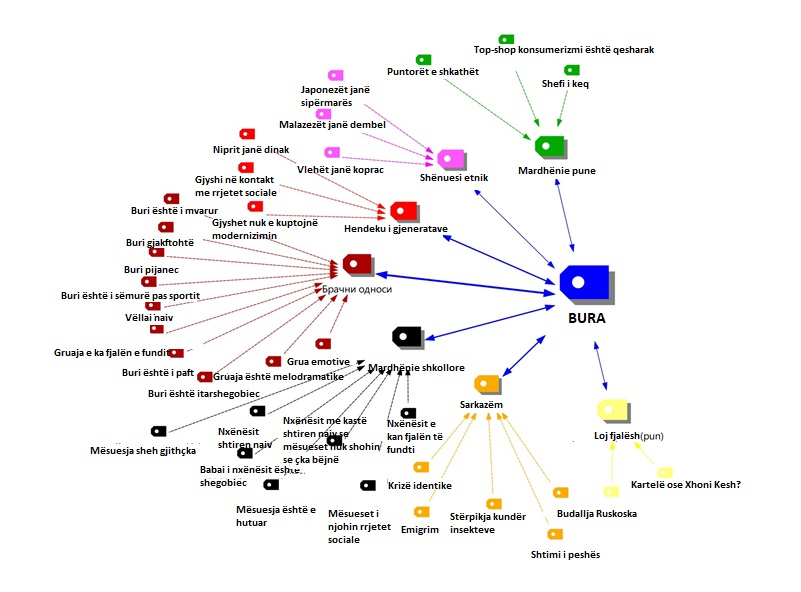 Top-shop konsumerizmi është qesharak
Puntorët e shkathët
Shefi i keq
Mardhënie pune
Japonezët janë
sipërmarës
Malazezët janë dembel
Vlehët janë koprac
Shënuesi etnik
Niprit janë dinak
Gjyshi në kontakt
me rrjetet sociale
Gjyshet nuk e kuptojnë
modernizimin
Hendeku i gjeneratave
Buri është i mvarur
Buri gjakftohtë
Buri pijanec
Buri është i sëmurë pas sportit
Vëllai naiv
Gruaja e ka fjalën e fundit
Buri është i paft
Buri është itarshegobiec
Gruaja është melodramatike
Grua emotive
Брачни односи
BURA
Mardhënie shkollore
Mësuesja sheh gjithçka
Nxënësit
shtiren naiv
Nxënësit me kastë
shtiren naiv se
mësueset nuk shohin
se çka bëjnë
Nxënësit e
kan fjalën të
fundti
Babai i nxënësit është
shegobiëc
Mësuesja është e
hutuar
Mësueset i
njohin rrjetet
sociale
Sarkazëm
Krizë identike
Emigrim
Stërpikja kundër
insekteve
Shtimi i peshës
Budallja Ruskoska
Loj fjalësh(pun)
Kartelë ose Xhoni Kesh?